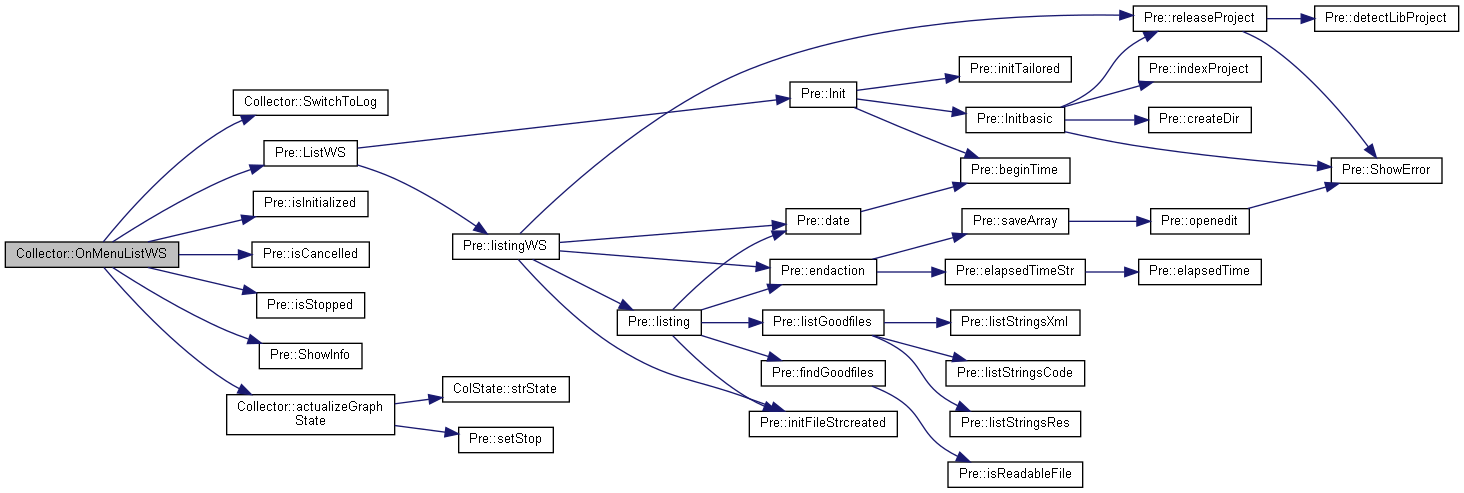 Collector::OnMenuListWS
Collector::SwitchToLog
Pre::ListWS
Pre::isInitialized
Pre::isCancelled
Pre::isStopped
Pre::ShowInfo
Collector::actualizeGraph
State
ColState::strState
Pre::setStop
Pre::listingWS
Pre::Init
Pre::listing
Pre::date
Pre::endaction
Pre::listGoodfiles
Pre::findGoodfiles
Pre::initFileStrcreated
Pre::initTailored
Pre::Initbasic
Pre::beginTime
Pre::saveArray
Pre::elapsedTimeStr
Pre::listStringsXml
Pre::listStringsCode
Pre::listStringsRes
Pre::isReadableFile
Pre::releaseProject
Pre::indexProject
Pre::createDir
Pre::openedit
Pre::elapsedTime
Pre::detectLibProject
Pre::ShowError